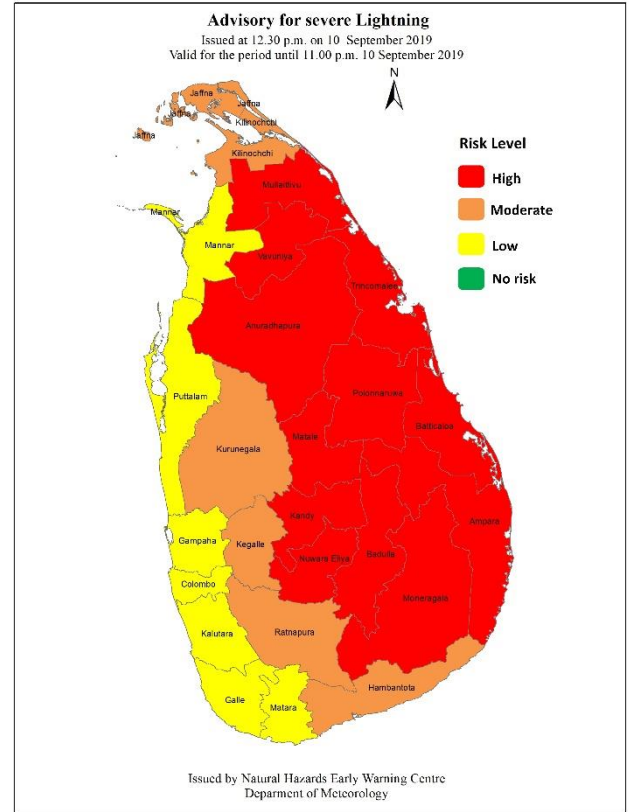 Advisory for severe Lightning
Issued at 12.30 p.m. on 10 September 2019
Valid for the period until 11.00 p.m. 10 September 2019
N
Jaffna
Jaffna
Jaffna
Jaffna
Kilinochchi
Kilinochchi
Risk Level
High
Moderate
Low
No risk
Mullaitivu
Mannar
Mannar
Vavuniya
Trincomalee
Anuradhapura
Puttalam
Polonnaruwa
Batticaloa
Kurunegala
Matale
Kandy
Ampara
Gampaha
Kegalle
Nuwara Eliya
Badulla
Colombo
Moneragala
Kalutara
Ratnapura
Hambantota
Galle
Matara
Issued by Natural Hazards Early Warning Centre
Deparment of Meteorology